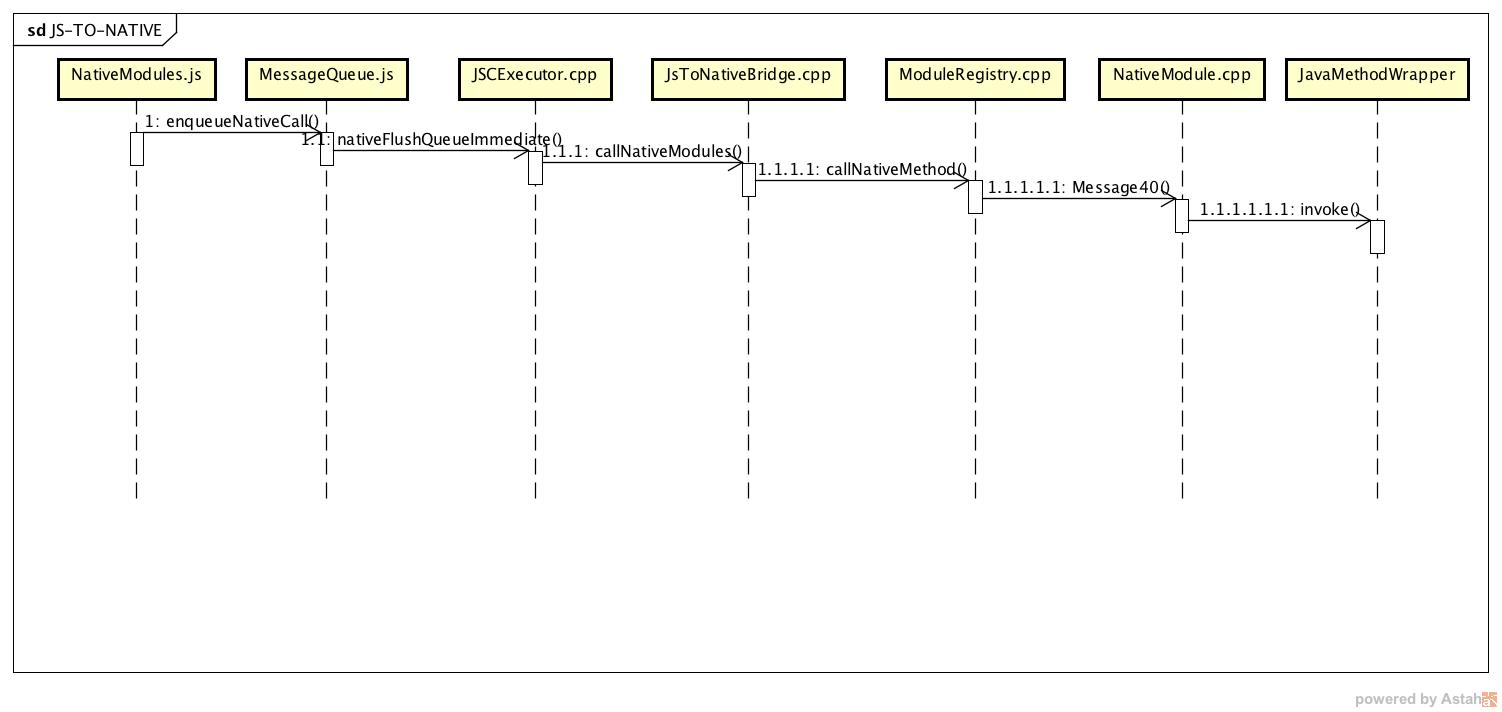 sd JS-TO-NATIVE
NativeModules.js
MessageQueue.js
JSCExecutor.cpp
JsToNativeBridge.cpp
ModuleRegistry.cpp
NativeModule.cpp
JavaMethodWrapper
1: enqueueNativeCall()
1.1: nativeFlushQueueImmediate()
1.1.1: callNativeModules()
1.1.1.1: callNativeMethod()
1.1.1.1.1: Message40()
1.1.1.1.1.1: invoke()
powered by Astah